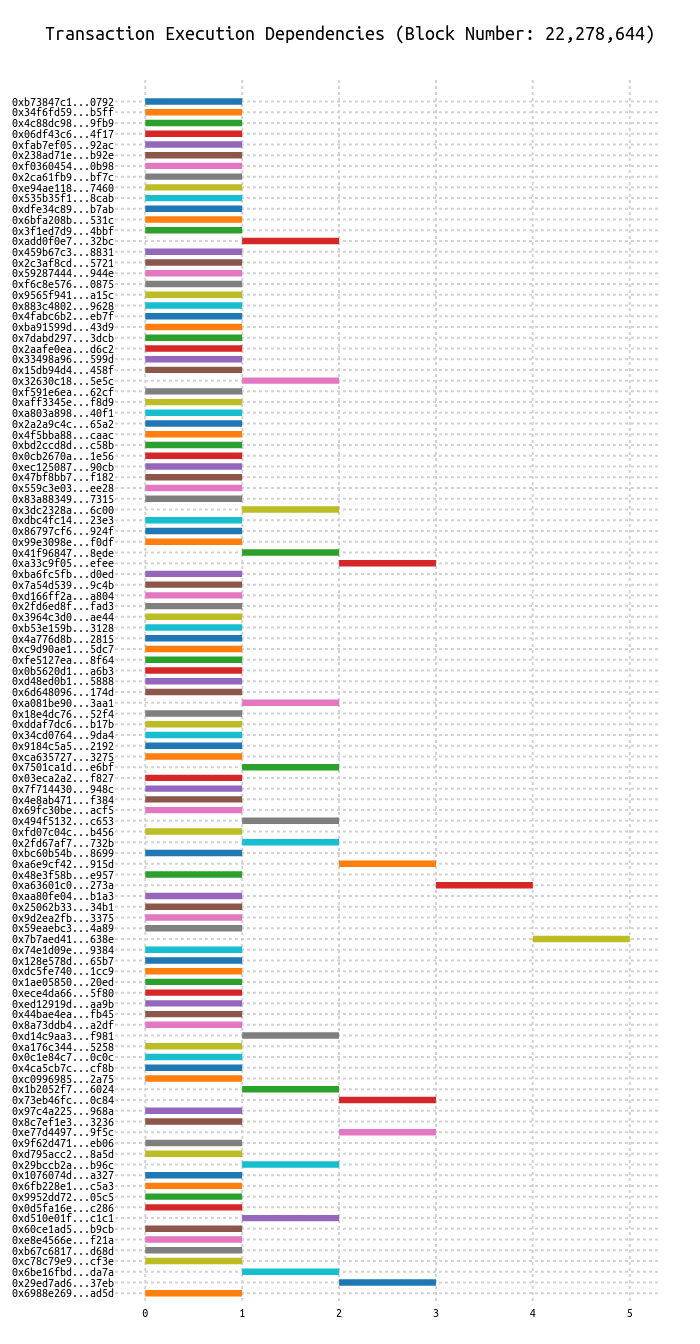 Transaction Execution Dependencies (Block Number: 22,278,644)
0xb73847c1...0792
0x34f6fd59...b5ff
0x4c88dc98...9fb9
0x06df43c6...4f17
0xfab7ef05...92ac
0x238ad71e...b92e
0xf0360454...0b98
0x2ca61fb9...bf7c
0xe94ae118...7460
0x535b35f1...8cab
0xdfe34c89...b7ab
0x6bfa208b...531c
0x3f1ed7d9...4bbf
0xadd0f0e7...32bc
0x459b67c3...8831
0x2c3af8cd...5721
0x59287444...944e
0xf6c8e576...0875
0x9565f941...a15c
0x883c4802...9628
0x4fabc6b2...eb7f
0xba91599d...43d9
0x7dabd297...3dcb
0x2aafe0ea...d6c2
0x33498a96...599d
0x15db94d4...458f
0x32630c18...5e5c
0xf591e6ea...62cf
0xaff3345e...f8d9
0xa803a898...40f1
0x2a2a9c4c...65a2
0x4f5bba88...caac
0xbd2ccd8d...c58b
0x0cb2670a...1e56
0xec125087...90cb
0x47bf8bb7...f182
0x559c3e03...ee28
0x83a88349...7315
0x3dc2328a...6c00
0xdbc4fc14...23e3
0x86797cf6...924f
0x99e3098e...f0df
0x41f96847...8ede
0xa33c9f05...efee
0xba6fc5fb...d0ed
0x7a54d539...9c4b
0xd166ff2a...a804
0x2fd6ed8f...fad3
0x3964c3d0...ae44
0xb53e159b...3128
0x4a776d8b...2815
0xc9d90ae1...5dc7
0xfe5127ea...8f64
0x0b5620d1...a6b3
0xd48ed0b1...5888
0x6d648096...174d
0xa081be90...3aa1
0x18e4dc76...52f4
0xddaf7dc6...b17b
0x34cd0764...9da4
0x9184c5a5...2192
0xca635727...3275
0x7501ca1d...e6bf
0x03eca2a2...f827
0x7f714430...948c
0x4e8ab471...f384
0x69fc30be...acf5
0x494f5132...c653
0xfd07c04c...b456
0x2fd67af7...732b
0xbc60b54b...8699
0xa6e9cf42...915d
0x48e3f58b...e957
0xa63601c0...273a
0xaa80fe04...b1a3
0x25062b33...34b1
0x9d2ea2fb...3375
0x59eaebc3...4a89
0x7b7aed41...638e
0x74e1d09e...9384
0x128e578d...65b7
0xdc5fe740...1cc9
0x1ae05850...20ed
0xece4da66...5f80
0xed12919d...aa9b
0x44bae4ea...fb45
0x8a73ddb4...a2df
0xd14c9aa3...f981
0xa176c344...5258
0x0c1e84c7...0c0c
0x4ca5cb7c...cf8b
0xc0996985...2a75
0x1b2052f7...6024
0x73eb46fc...0c84
0x97c4a225...968a
0x8c7ef1e3...3236
0xe77d4497...9f5c
0x9f62d471...eb06
0xd795acc2...8a5d
0x29bccb2a...b96c
0x1076074d...a327
0x6fb228e1...c5a3
0x9952dd72...05c5
0x0d5fa16e...c286
0xd510e01f...c1c1
0x60ce1ad5...b9cb
0xe8e4566e...f21a
0xb67c6817...d68d
0xc78c79e9...cf3e
0x6be16fbd...da7a
0x29ed7ad6...37eb
0x6988e269...ad5d
0 1 2 3 4 5